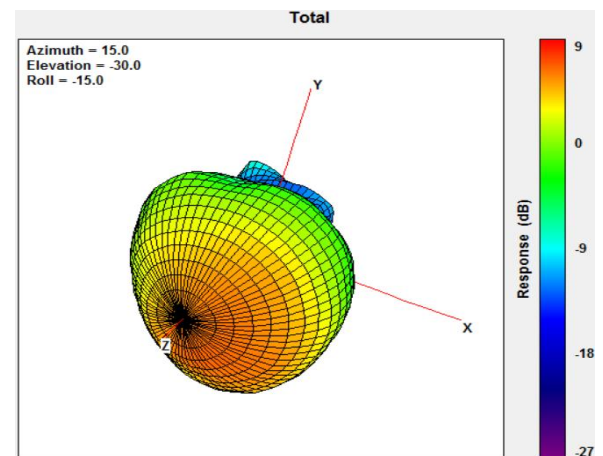 Total
Azimuth = 15.0
Elevation = -30.0
Roll = -15.0
Y
X
Z
9
0
-9
-18
-27
Response (dB)